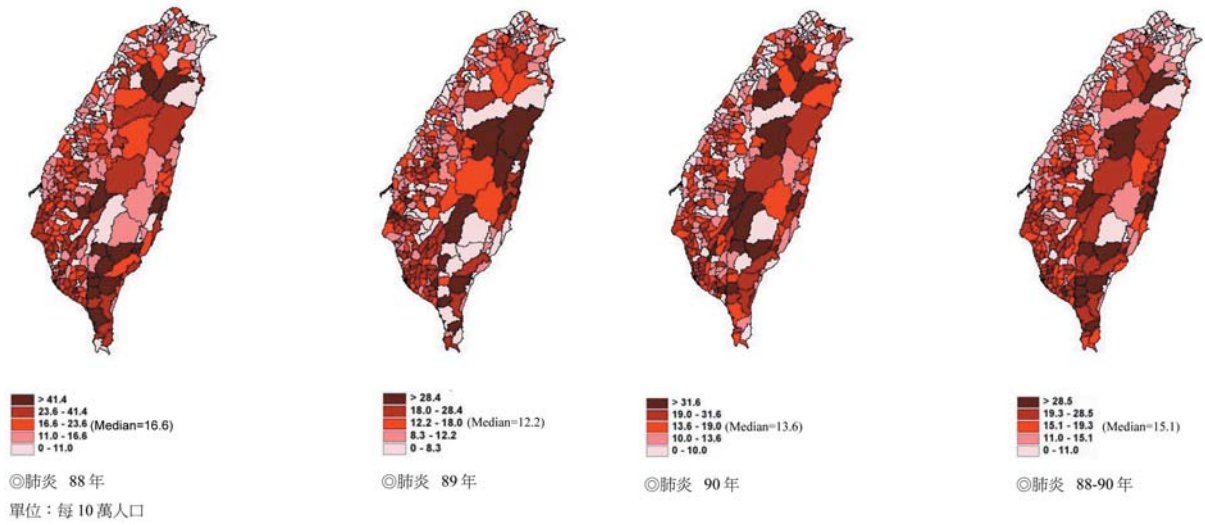 > 41.4
23.6 - 41.4
16.6 - 23.6 (Median=16.6)
11.0 - 16.6
0 - 11.0
◎肺炎 88 年
單位：每 10 萬人口
> 28.4
18.0 - 28.4
12.2 - 18.0 (Median=12.2)
8.3 - 12.2
0 - 8.3
◎肺炎 89 年
> 31.6
19.0 - 31.6
13.6 - 19.0 (Median=13.6)
10.0 - 13.6
0 - 10.0
◎肺炎 90 年
> 28.5
19.3 - 28.5
15.1 - 19.3 (Median=15.1)
11.0 - 15.1
0 - 11.0
◎肺炎 88-90 年